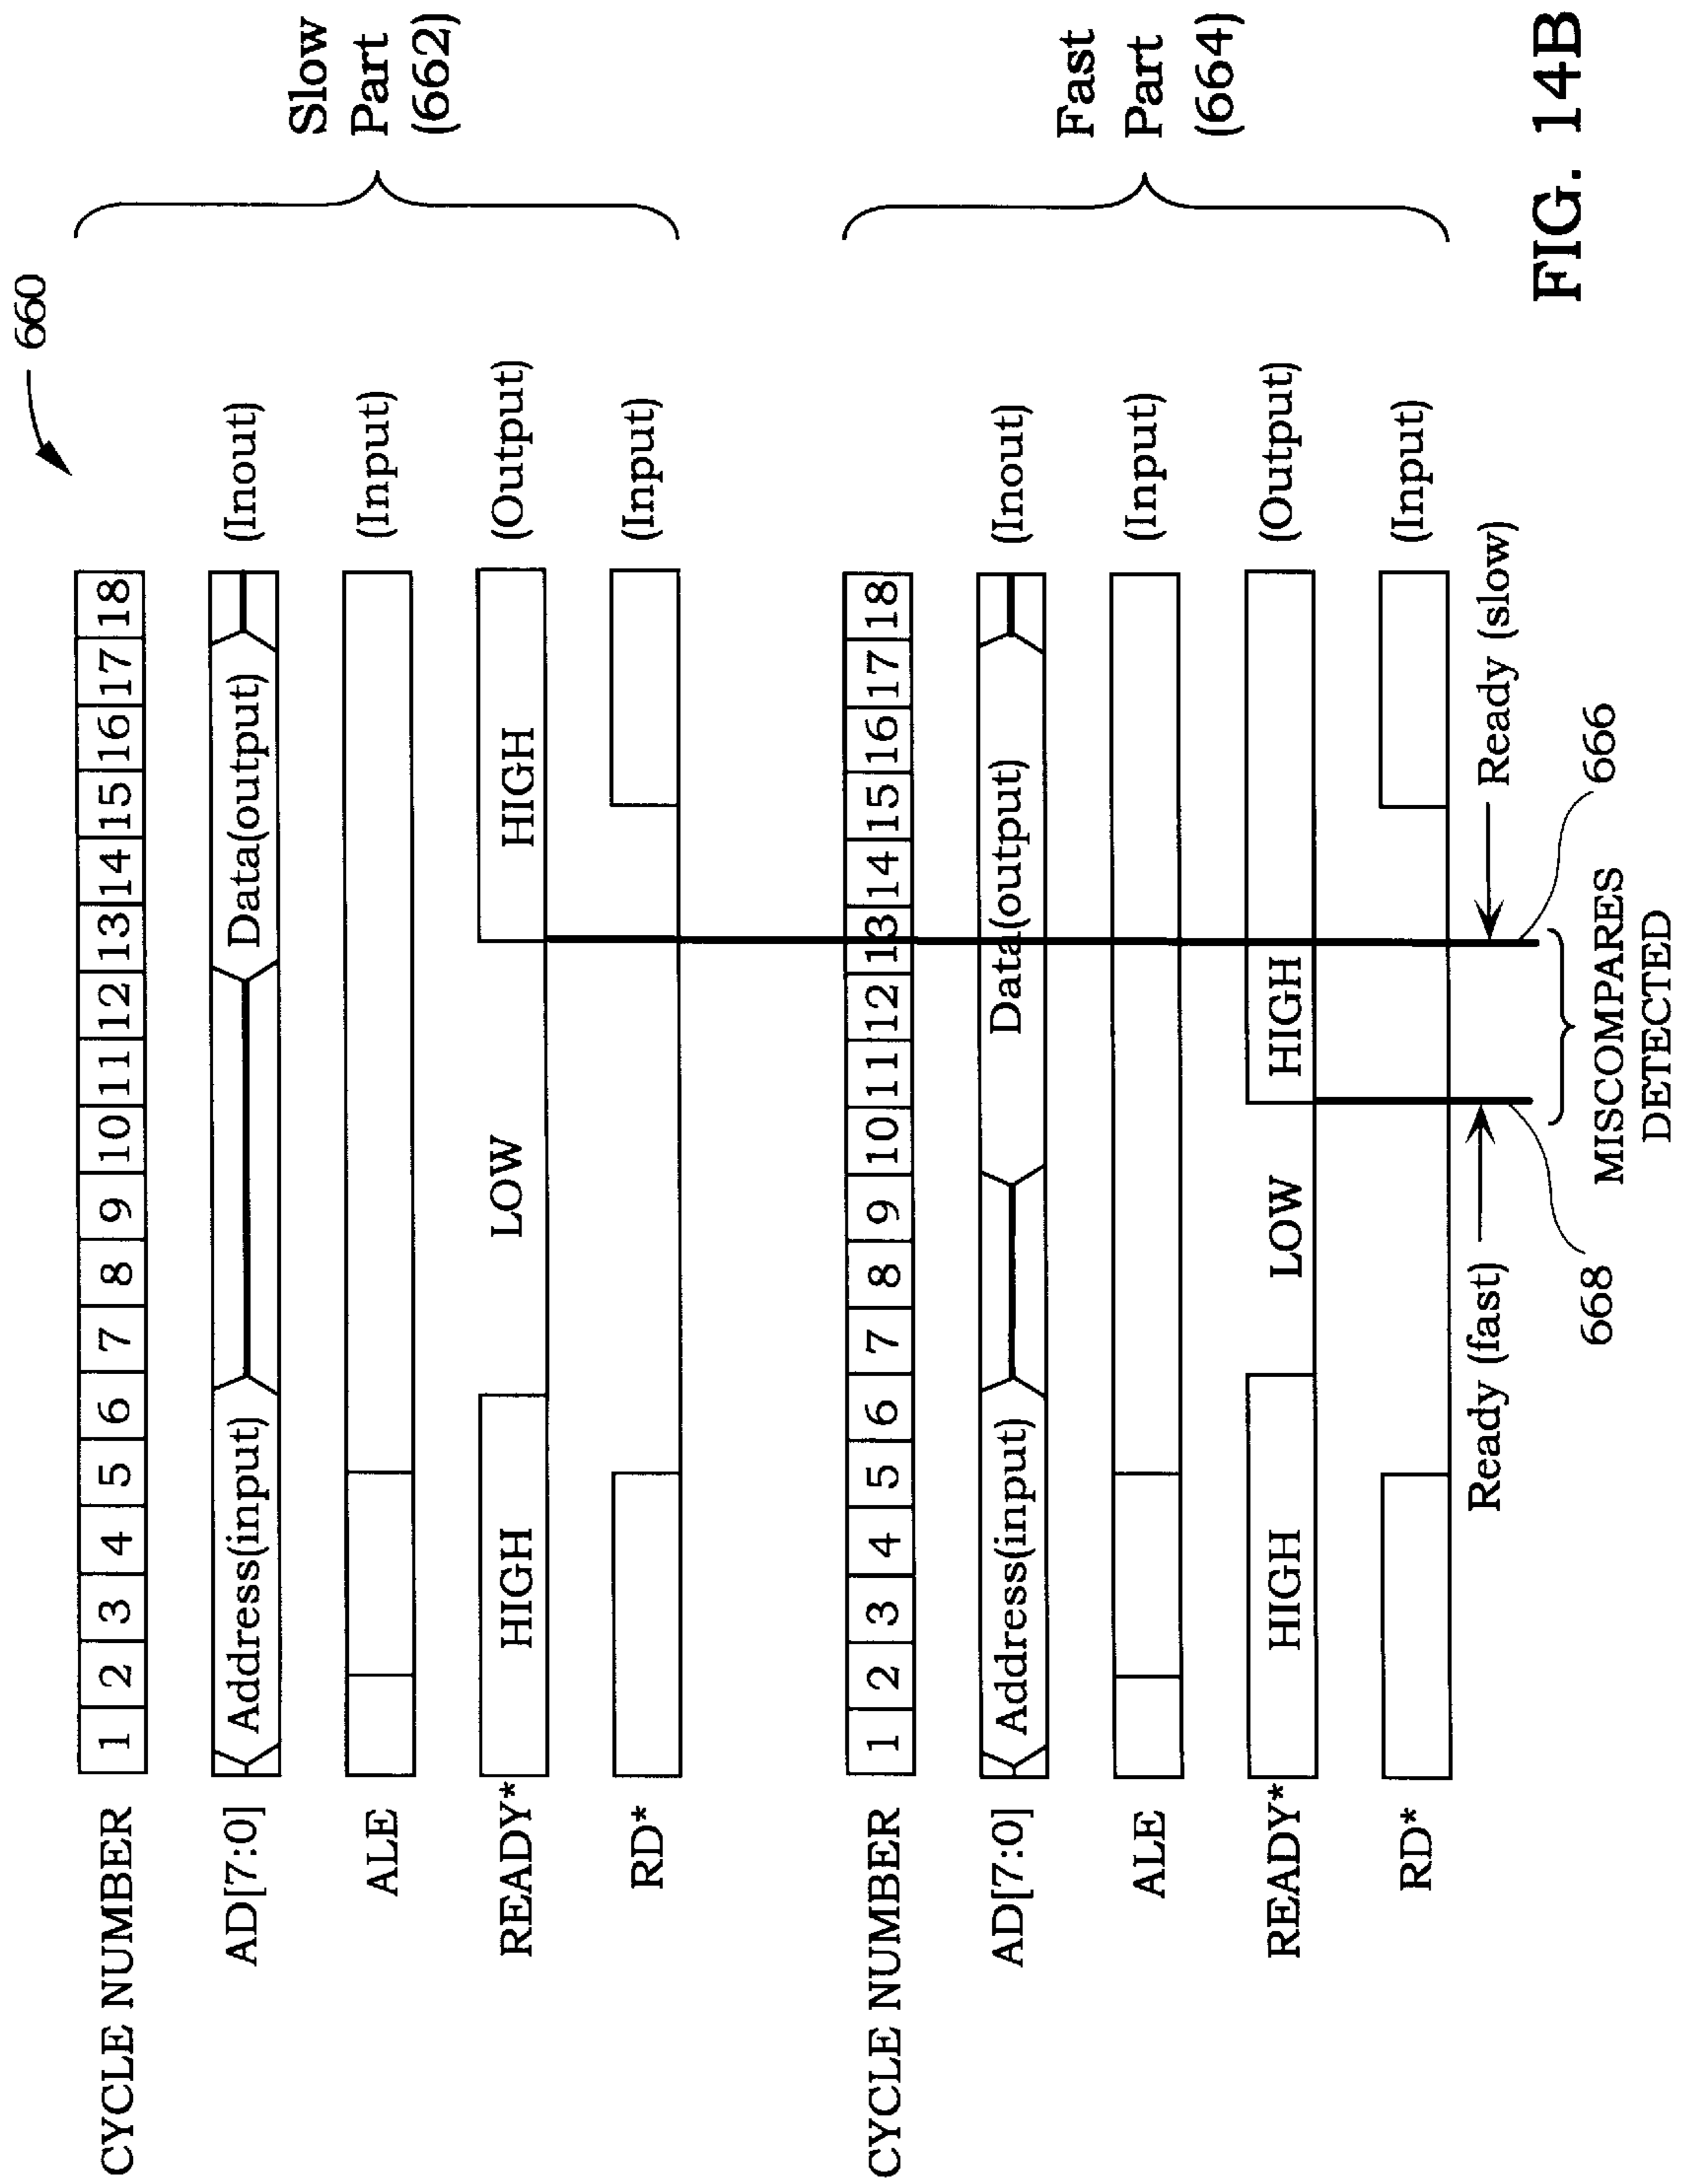 660
CYCLE NUMBER 1 2 3 4 5 6 7 8 9 10 11 12 13 14 15 16 17 18
AD[7:0] Address(input) Data(output) (Inout)
ALE (Input)
READY* HIGH LOW HIGH (Output)
RD* (Input)
Slow
Part
(662)
CYCLE NUMBER 1 2 3 4 5 6 7 8 9 10 11 12 13 14 15 16 17 18
AD[7:0] Address(input) Data(output) (Inout)
ALE (Input)
READY* HIGH LOW HIGH (Output)
RD* (Input)
Fast
Part
(664)
Ready (fast) Ready (slow)
668 666
MISCOMPARES
DETECTED
FIG. 14B